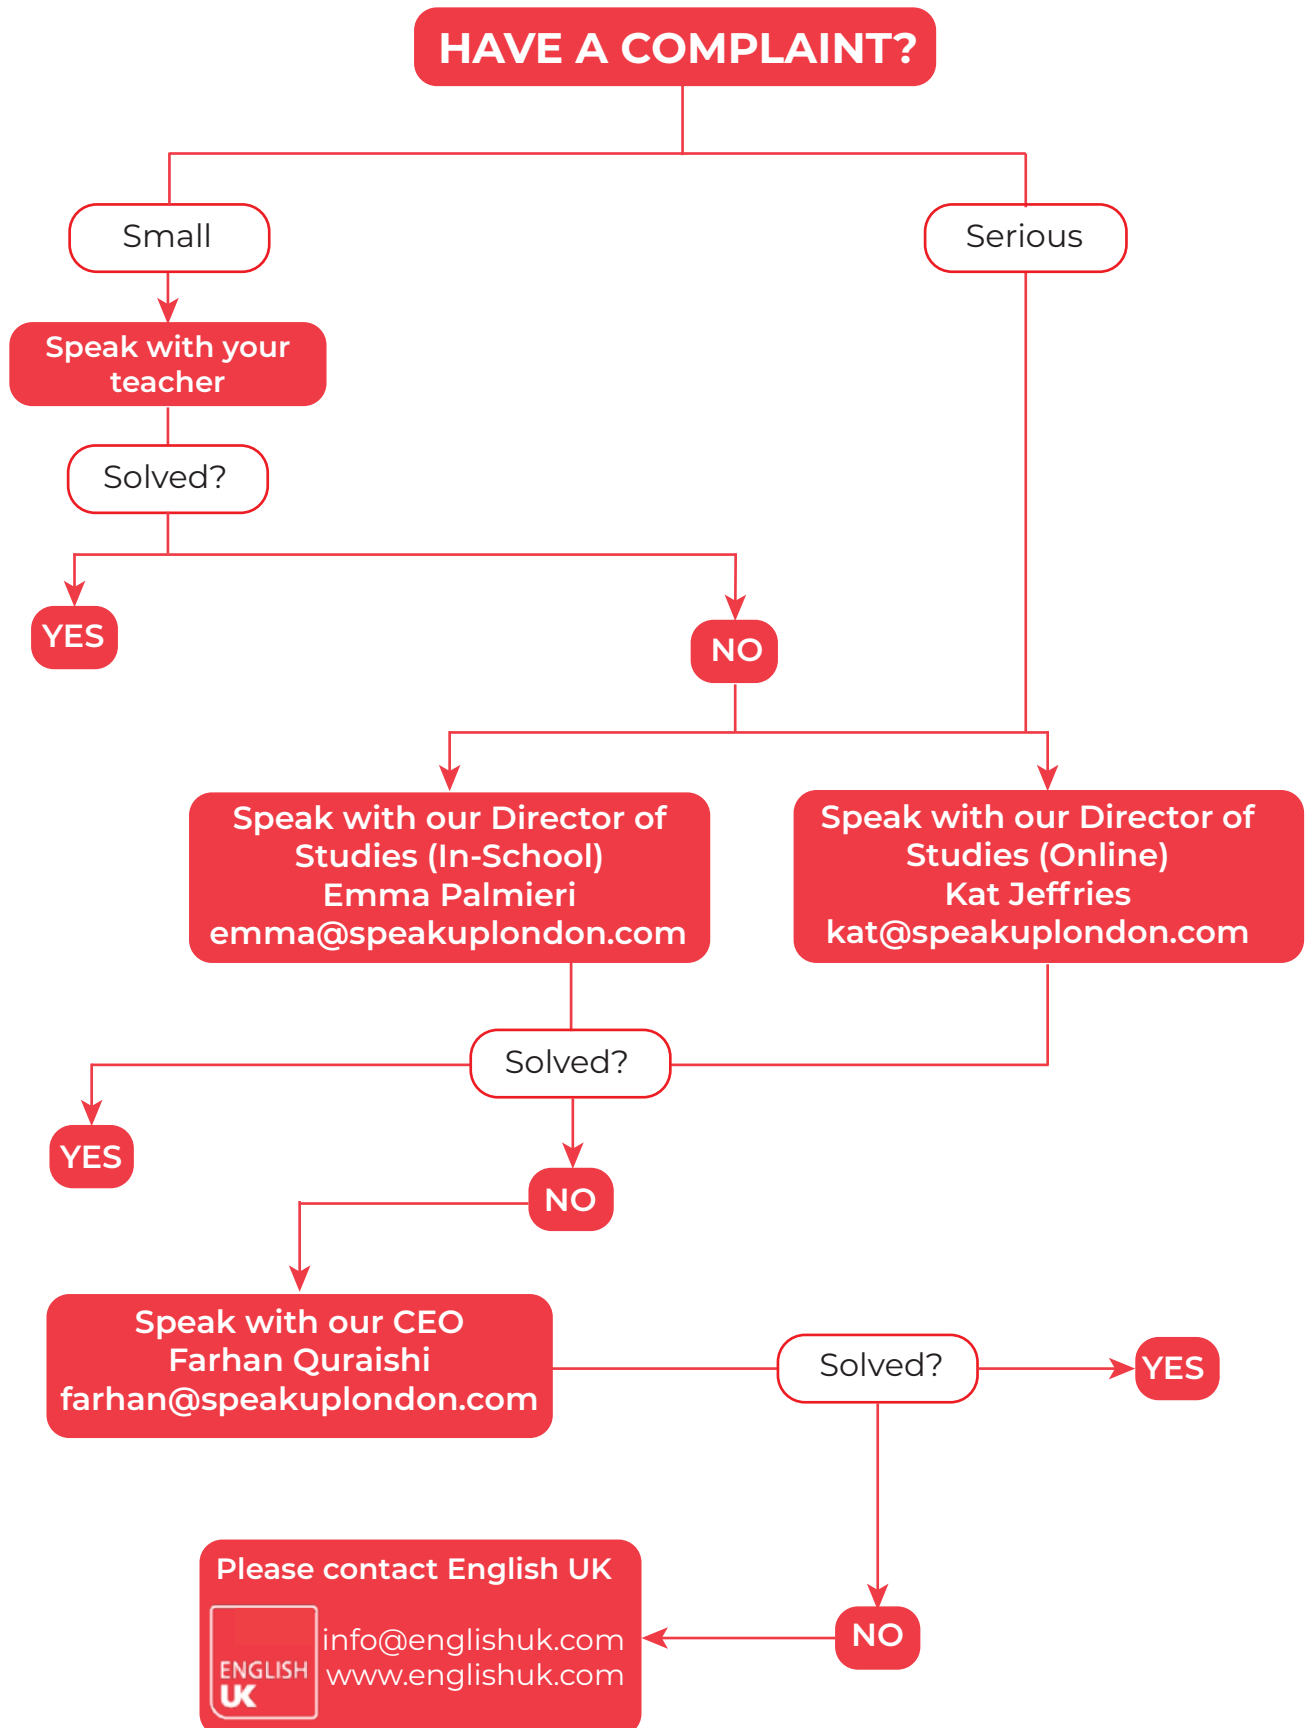 HAVE A COMPLAINT?
Small
Serious
Speak with your
teacher
Solved?
YES
NO
Speak with our Director of
Studies (In-School)
Emma Palmieri
emma@speakuplondon.com
Speak with our Director of
Studies (Online)
Kat Jeffries
kat@speakuplondon.com
Solved?
YES
NO
Speak with our CEO
Farhan Quraishi
farhan@speakuplondon.com
Solved?
YES
NO
Please contact English UK
info@englishuk.com
www.englishuk.com
ENGLISH
UK